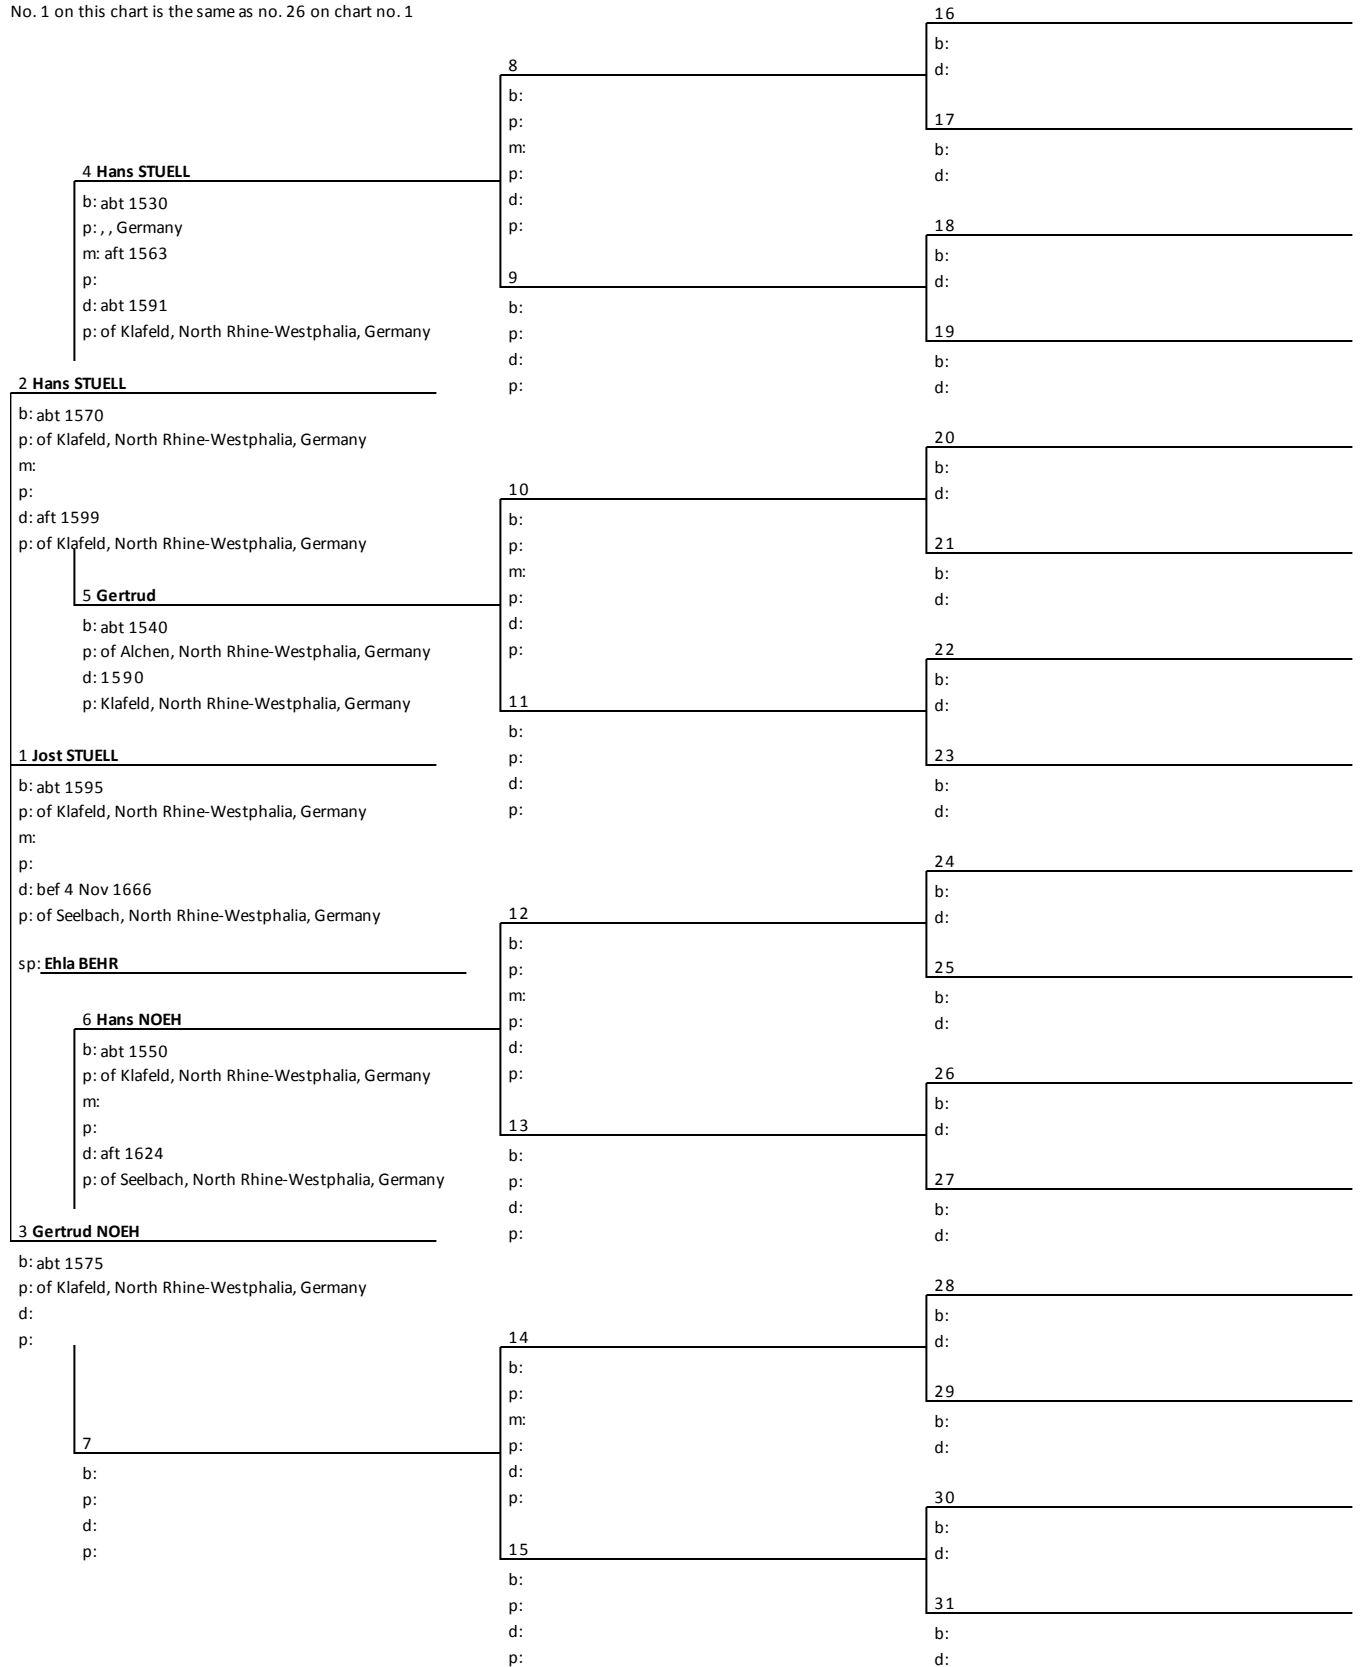 No. 1 on this chart is the same as no. 26 on chart no. 1
16
b:
d:
8
b:
p:
m:
p:
d:
p:
17
b:
d:
4 Hans STUELL
b: abt 1530
p: , , Germany
m: aft 1563
p:
d: abt 1591
p: of Klafeld, North Rhine-Westphalia, Germany
18
b:
d:
9
b:
p:
d:
p:
19
b:
d:
2 Hans STUELL
b: abt 1570
p: of Klafeld, North Rhine-Westphalia, Germany
m:
p:
d: aft 1599
p: of Klafeld, North Rhine-Westphalia, Germany
20
b:
d:
10
b:
p:
m:
p:
d:
p:
21
b:
d:
5 Gertrud
b: abt 1540
p: of Alchen, North Rhine-Westphalia, Germany
d: 1590
p: Klafeld, North Rhine-Westphalia, Germany
22
b:
d:
11
b:
p:
d:
p:
23
b:
d:
1 Jost STUELL
b: abt 1595
p: of Klafeld, North Rhine-Westphalia, Germany
m:
p:
d: bef 4 Nov 1666
p: of Seelbach, North Rhine-Westphalia, Germany
sp: Ehla BEHR
24
b:
d:
12
b:
p:
m:
p:
d:
p:
25
b:
d:
6 Hans NOEH
b: abt 1550
p: of Klafeld, North Rhine-Westphalia, Germany
m:
p:
d: aft 1624
p: of Seelbach, North Rhine-Westphalia, Germany
26
b:
d:
13
b:
p:
d:
p:
27
b:
d:
3 Gertrud NOEH
b: abt 1575
p: of Klafeld, North Rhine-Westphalia, Germany
d:
p:
28
b:
d:
14
b:
p:
m:
p:
d:
p:
29
b:
d:
7
b:
p:
d:
p:
30
b:
d:
15
b:
p:
d:
p:
31
b:
d: